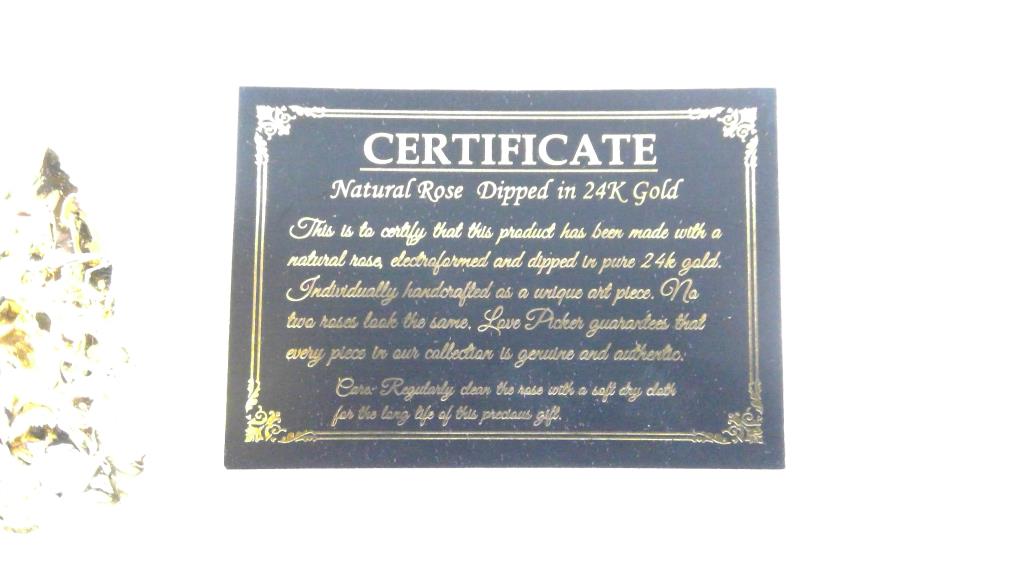 CERTIFICATE
Natural Rose Dipped in 24K Gold
This is to certify that this product has been made with a
natural rose, electroformed and dipped in pure 24k gold.
Individually handcrafted as a unique art piece. No
two roses look the same. Love Picker guarantees that
every piece in our collection is genuine and authentic.
Care:- Regularly clean the rose with a soft dry cloth
for the long life of this precious gift.